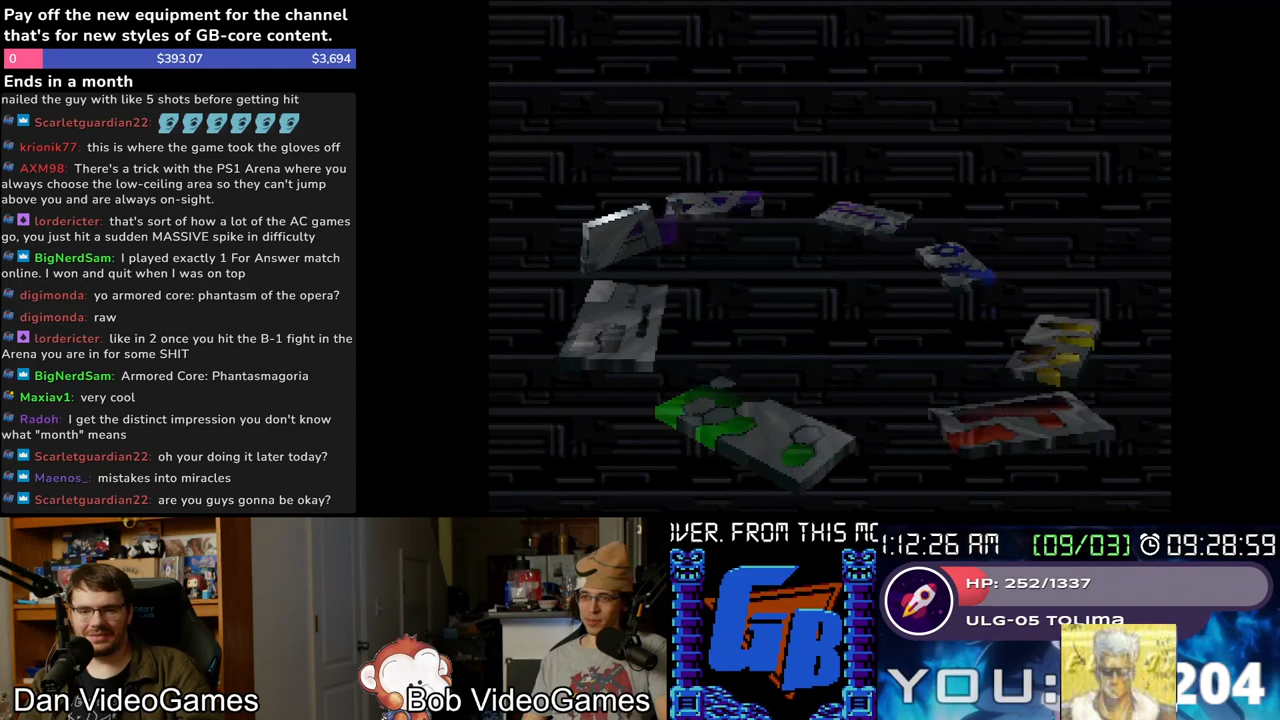 Pay off the new equipment for the channel
that's for new styles of GB-core content.
0 $393.07 $3,694
Ends in a month
nailed the guy with like 5 shots before getting hit
Scarletguardian22:
krionik77: this is where the game took the gloves off
AXM98: There's a trick with the PS1 Arena where you
always choose the low-ceiling area so they can't jump
above you and are always on-sight.
lordericter: that's sort of how a lot of the AC games
go, you just hit a sudden MASSIVE spike in difficulty
BigNerdSam: I played exactly 1 For Answer match
online. I won and quit when I was on top
digimonda: yo armored core: phantasm of the opera?
digimonda: raw
lordericter: like in 2 once you hit the B-1 fight in the
Arena you are in for some SHIT
BigNerdSam: Armored Core: Phantasmagoria
Maxiav1: very cool
Radoh: I get the distinct impression you don't know
what "month" means
Scarletguardian22: oh your doing it later today?
Maenos_: mistakes into miracles
Scarletguardian22: are you guys gonna be okay?
Dan VideoGames
Bob VideoGames
FROM THIS
GB
:12:26 AM [09/03] 09:28:59
HP: 252/1337
ULG-05 TOLIMA
YOU: 204